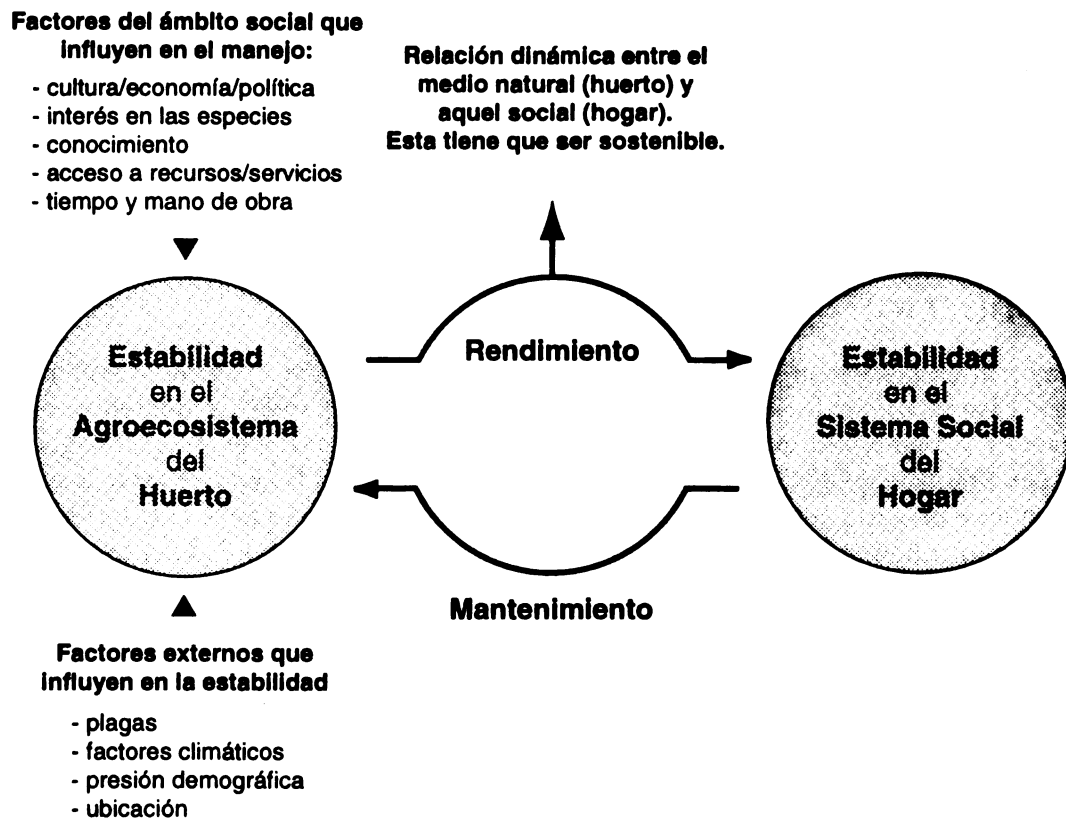 Factores del ámbito social que
influyen en el manejo:
- cultura/economía/política
- interés en las especies
- conocimiento
- acceso a recursos/servicios
- tiempo y mano de obra
Relación dinámica entre el
medio natural (huerto) y
aquel social (hogar).
Esta tiene que ser sostenible.
Estabilidad
en el
Agroecosistema
del
Huerto
Rendimiento
Mantenimiento
Estabilidad
en el
Sistema Social
del
Hogar
Factores externos que
influyen en la estabilidad
- plagas
- factores climáticos
- presión demográfica
- ubicación